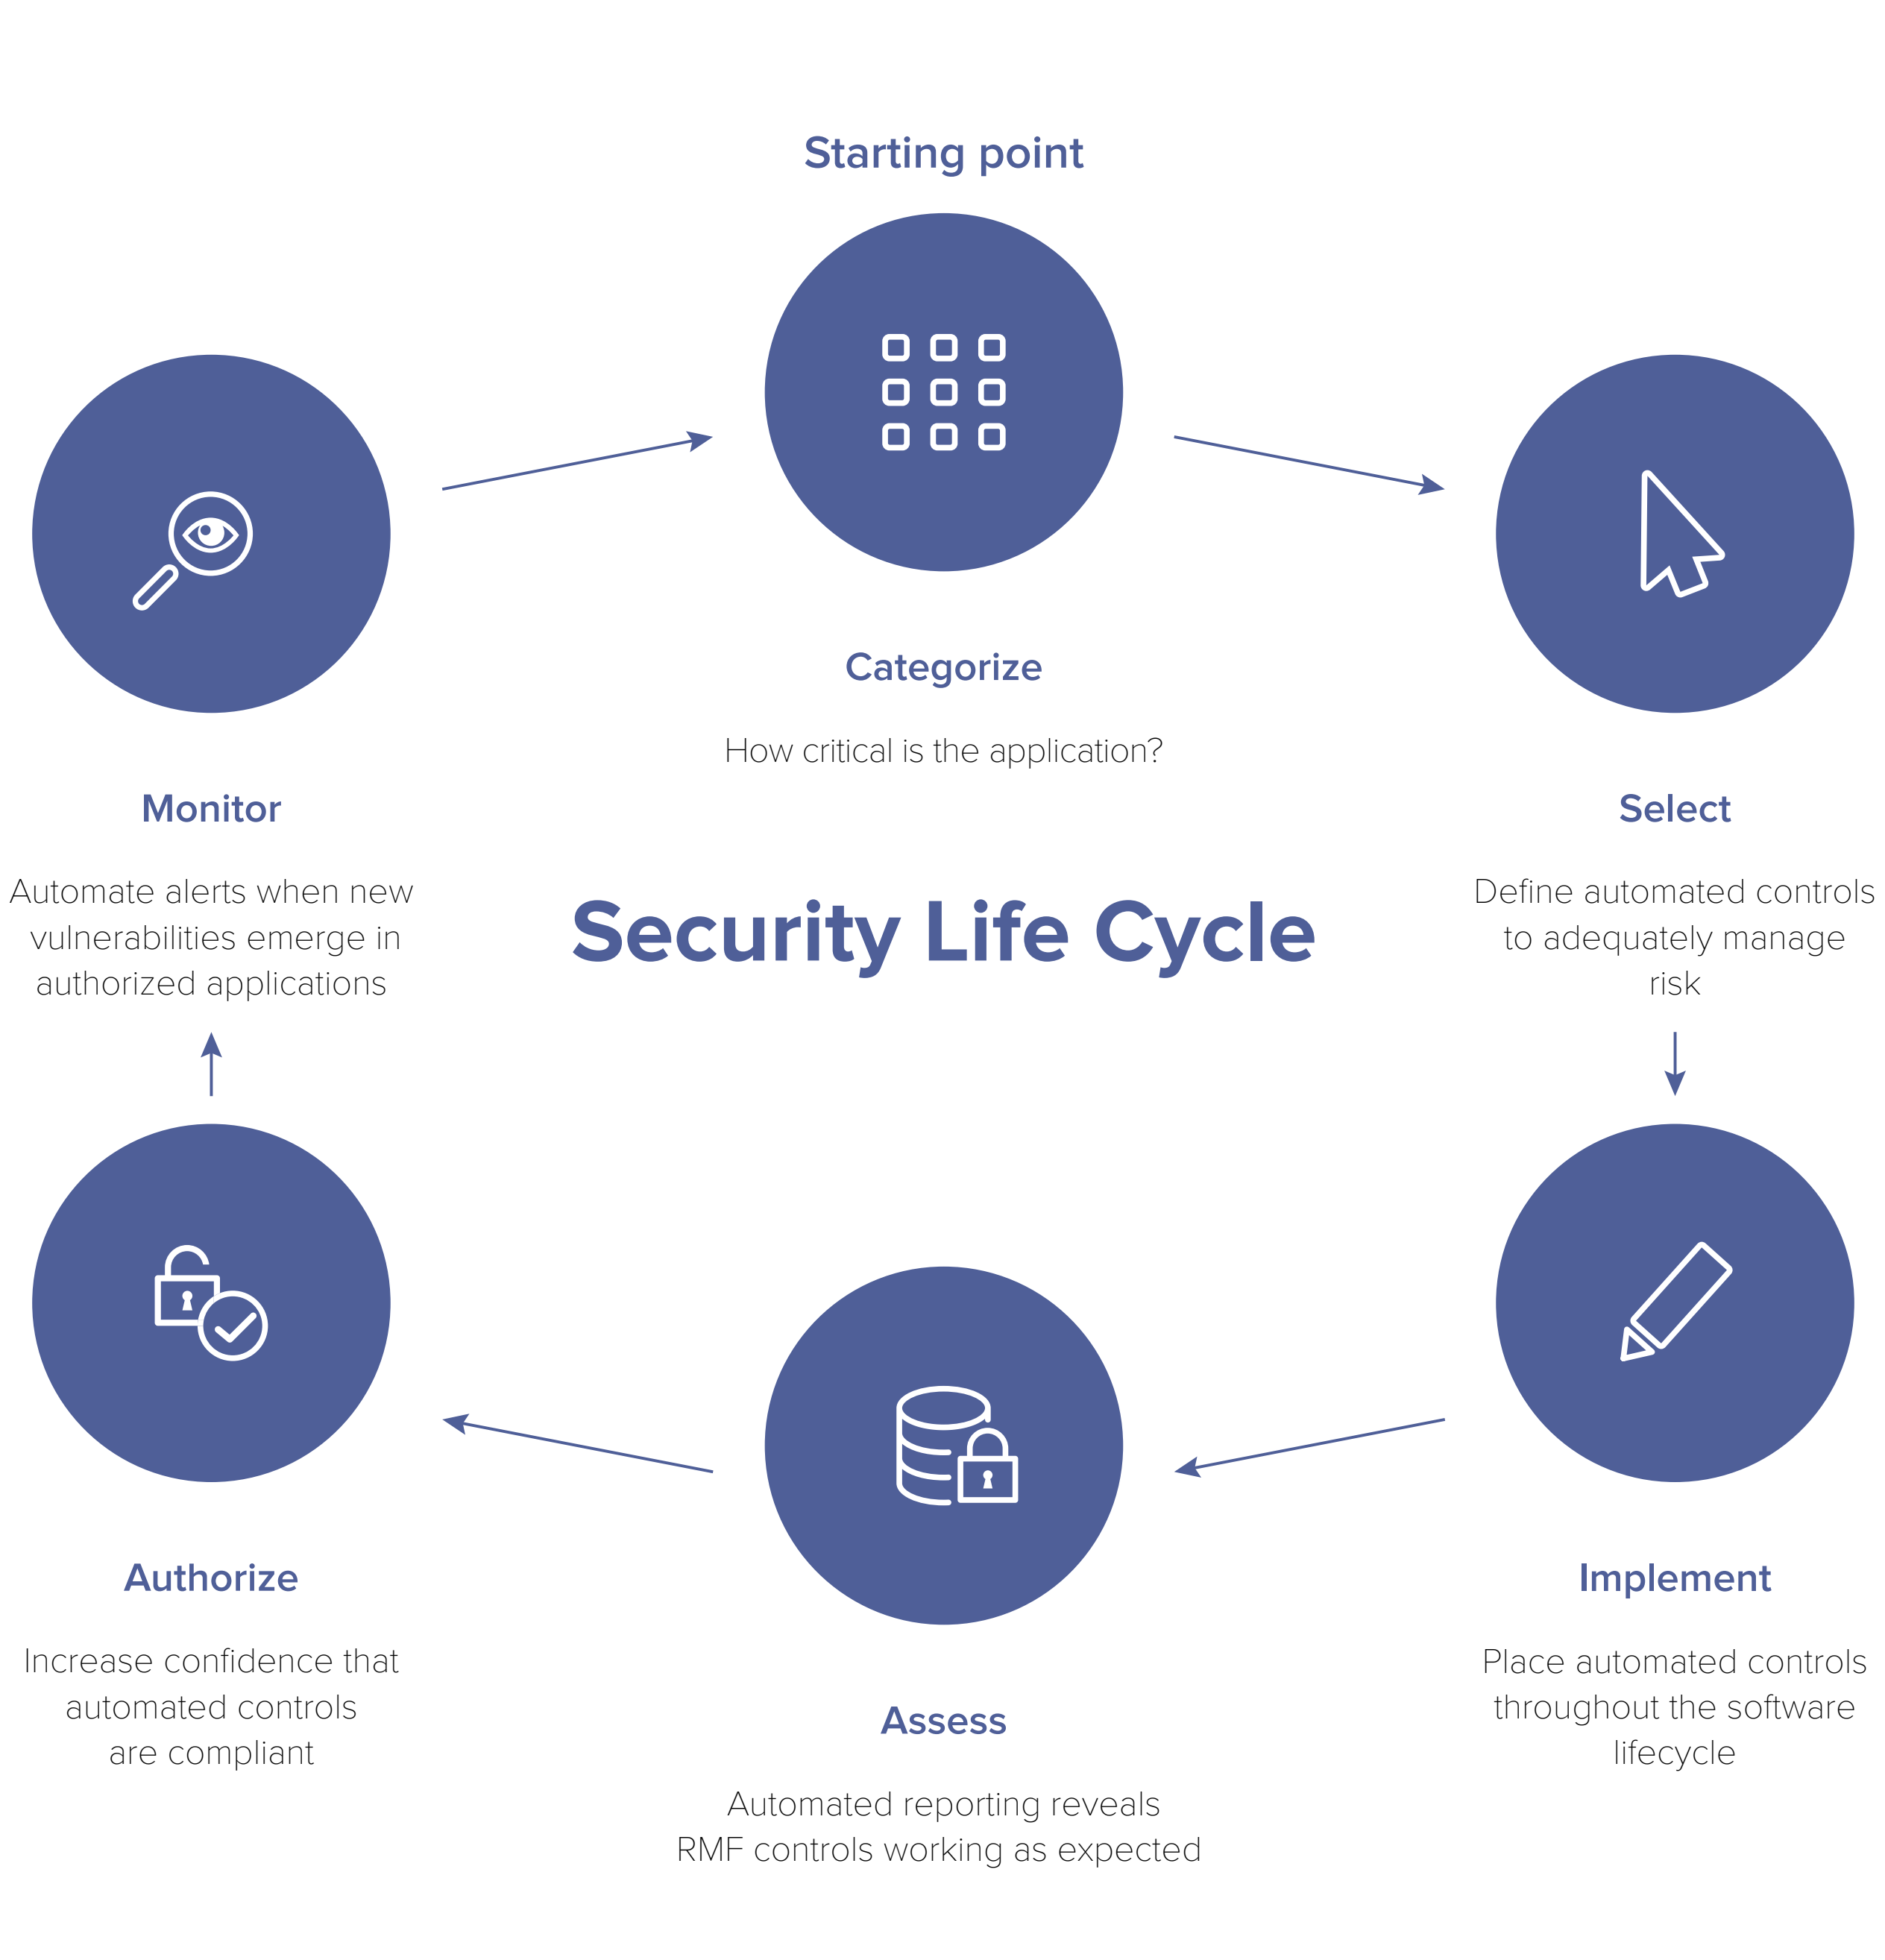 Starting point
Categorize
How critical is the application?
Select
Define automated controls
to adequately manage
risk
Implement
Place automated controls
throughout the software
lifecycle
Assess
Automated reporting reveals
RMF controls working as expected
Authorize
Increase confidence that
automated controls
are compliant
Monitor
Automate alerts when new
vulnerabilities emerge in
authorized applications
Security Life Cycle